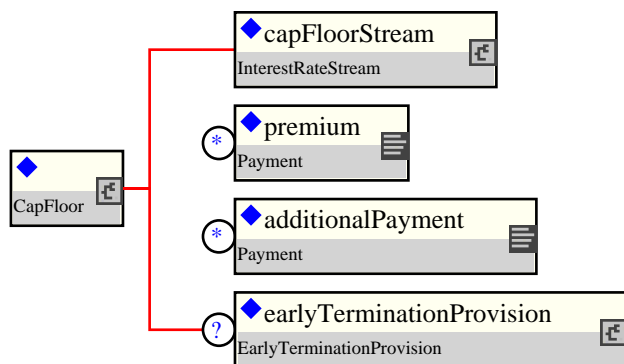 capFloorStream
InterestRateStream
*
premium
Payment
CapFloor
*
additionalPayment
Payment
?
earlyTerminationProvision
EarlyTerminationProvision